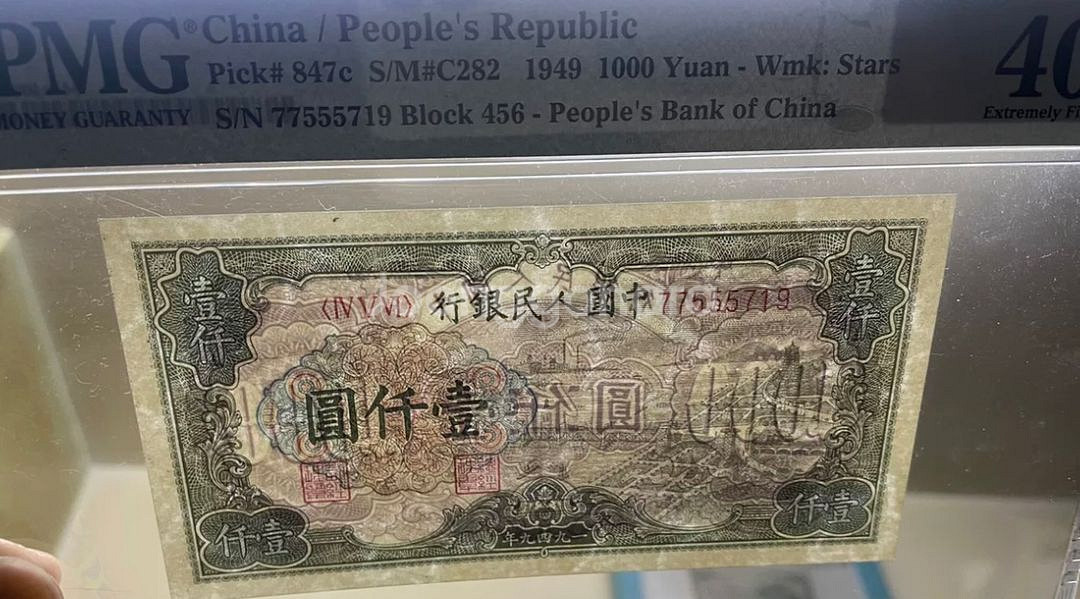 PMG® China / People's Republic
Pick# 847c S/M#C282 1949 1000 Yuan - Wmk: Stars
MONEY GUARANTY S/N 77555719 Block 456 - People's Bank of China
40
Extremely Fi
壹仟
壹仟
〈ⅣⅤⅥ〉 行銀民人國中 77555719
圓仟壹
仟壹
仟壹
年九四九一